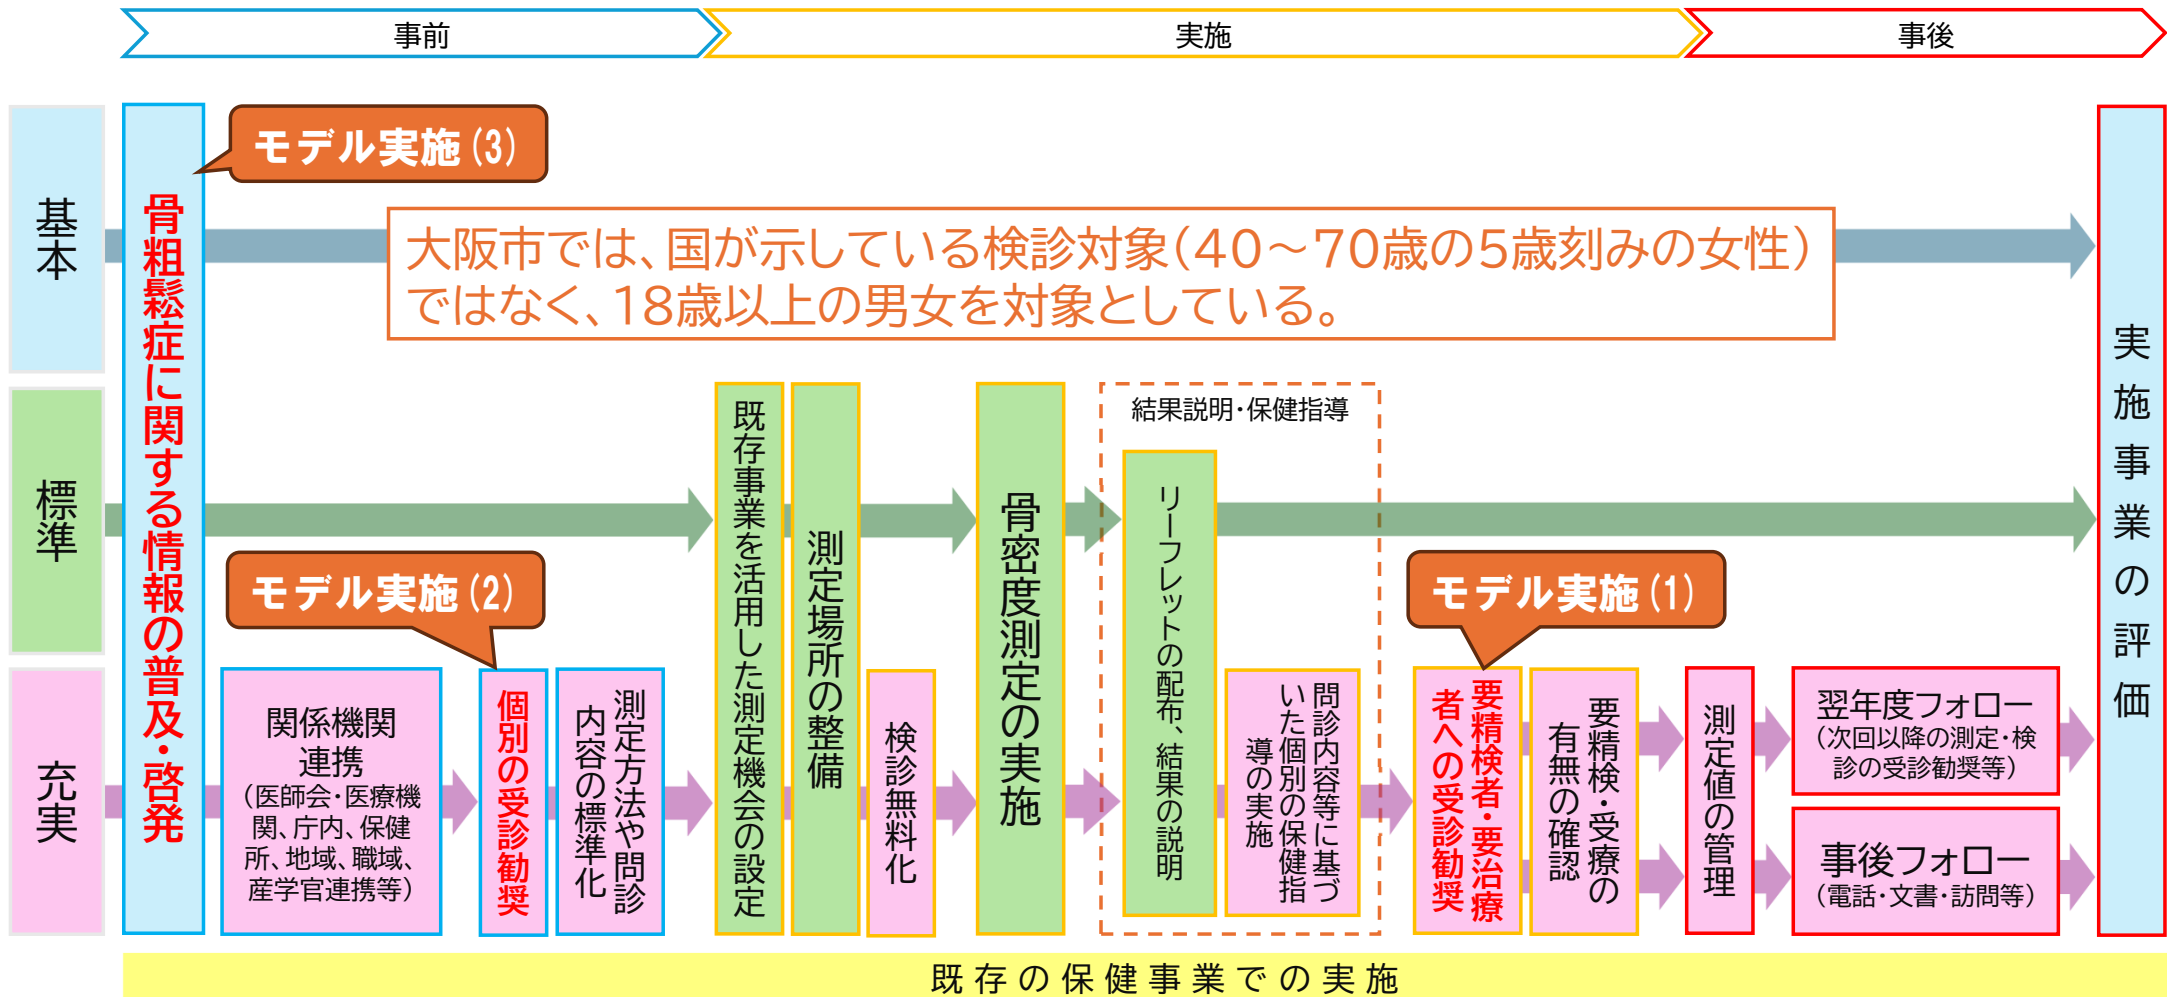 事前
実施
事後
基本
標準
充実
骨粗鬆症に関する情報の普及・啓発
モデル実施(3)
大阪市では、国が示している検診対象(40～70歳の5歳刻みの女性)
ではなく、18歳以上の男女を対象としている。
モデル実施(2)
関係機関
連携
(医師会・医療機
関、庁内、保健
所、地域、職域、
産学官連携等)
個別の受診勧奨
測定方法や問診
内容の標準化
既存事業を活用した測定機会の設定
測定場所の整備
検診無料化
骨密度測定の実施
結果説明・保健指導
リーフレットの配布、結果の説明
問診内容等に基づ
いた個別の保健指
導の実施
モデル実施(1)
要精検者・要治療
者への受診勧奨
要精検・受療の
有無の確認
測定値の管理
翌年度フォロー
(次回以降の測定・検
診の受診勧奨等)
事後フォロー
(電話・文書・訪問等)
実施事業の評価
既存の保健事業での実施